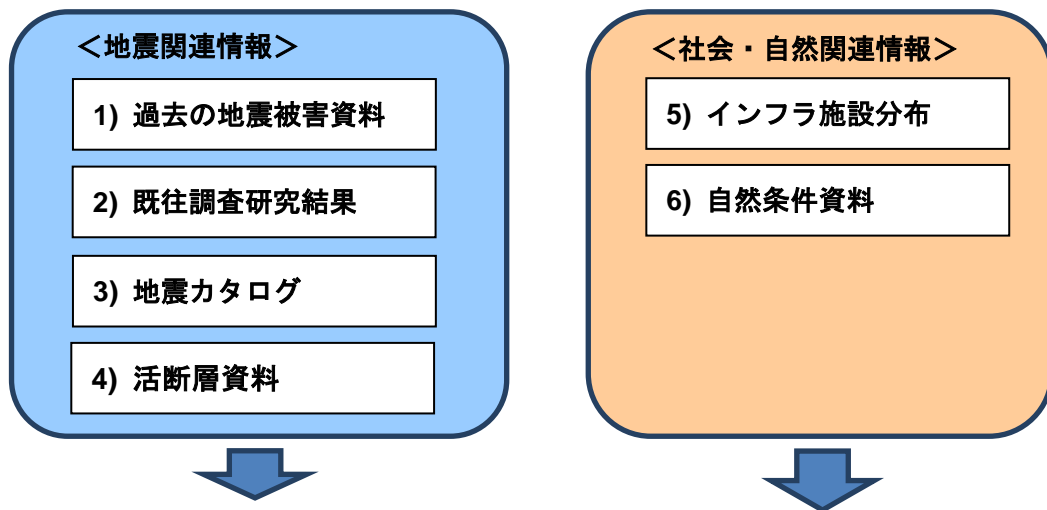 ＜地震関連情報＞
1) 過去の地震被害資料
2) 既往調査研究結果
3) 地震カタログ
4) 活断層資料
＜社会・自然関連情報＞
5) インフラ施設分布
6) 自然条件資料